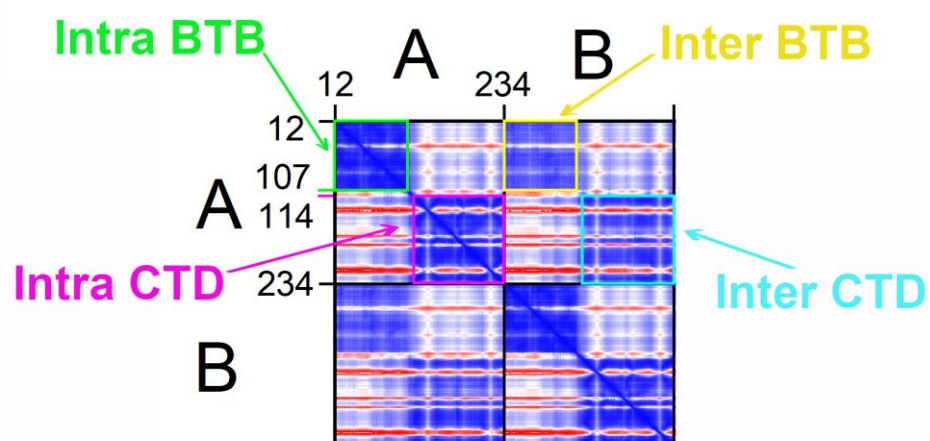 Intra BTB
A
B
Inter BTB
12
234
12
107
A
114
Intra CTD
234
Inter CTD
B